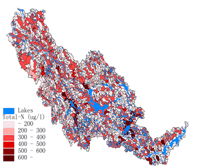 Lakes
Total-N (ug/l)
- 200
200 - 300
300 - 400
400 - 500
500 - 600
600 -